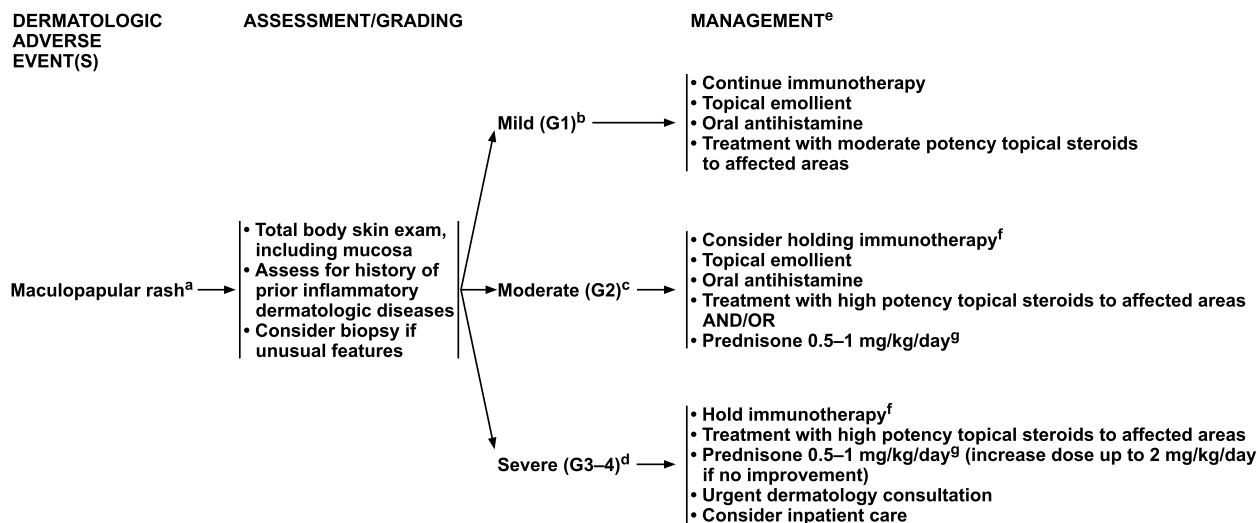 DERMATOLOGIC
ADVERSE
EVENT(S)
ASSESSMENT/GRADING
MANAGEMENTe
Maculopapular rasha
• Total body skin exam,
including mucosa
• Assess for history of
prior inflammatory
dermatologic diseases
• Consider biopsy if
unusual features
Mild (G1)b
• Continue immunotherapy
• Topical emollient
• Oral antihistamine
• Treatment with moderate potency topical steroids
to affected areas
Moderate (G2)c
• Consider holding immunotherapyf
• Topical emollient
• Oral antihistamine
• Treatment with high potency topical steroids to affected areas
AND/OR
• Prednisone 0.5–1 mg/kg/dayg
Severe (G3–4)d
• Hold immunotherapyf
• Treatment with high potency topical steroids to affected areas
• Prednisone 0.5–1 mg/kg/dayg (increase dose up to 2 mg/kg/day
if no improvement)
• Urgent dermatology consultation
• Consider inpatient care